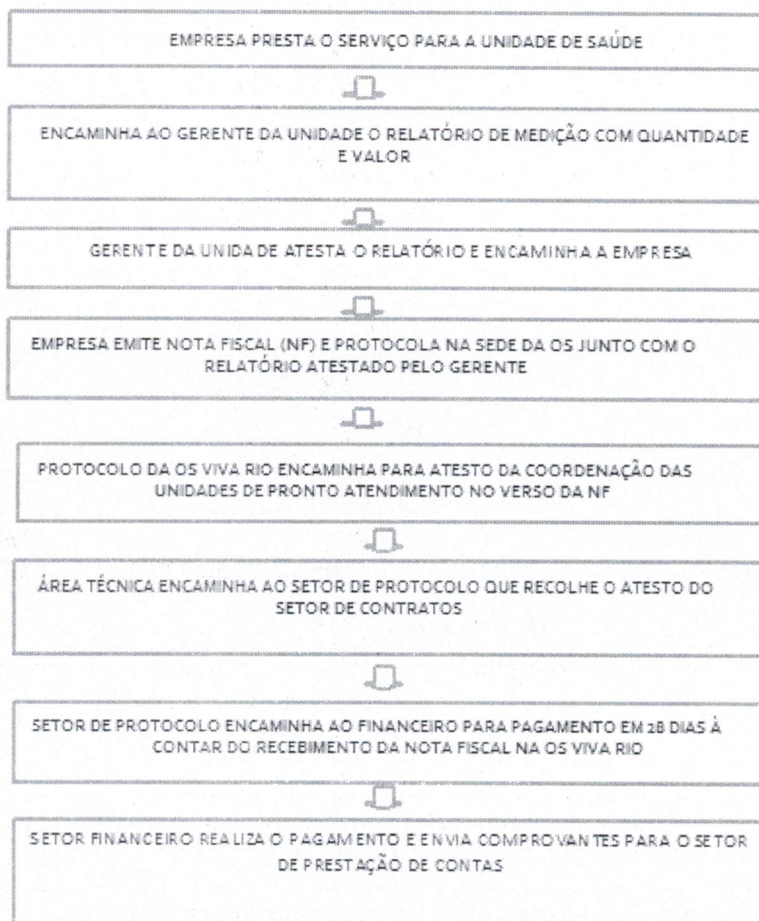 EMPRESA PRESTA O SERVIÇO PARA A UNIDADE DE SAÚDE
ENCAMINHA AO GERENTE DA UNIDADE O RELATÓRIO DE MEDIÇÃO COM QUANTIDADE
E VALOR
GERENTE DA UNIDADE ATESTA O RELATÓRIO E ENCAMINHA A EMPRESA
EMPRESA EMITE NOTA FISCAL (NF) E PROTOCOLA NA SEDE DA OS JUNTO COM O
RELATÓRIO ATESTADO PELO GERENTE
PROTOCOLO DA OS VIVA RIO ENCAMINHA PARA ATESTO DA COORDENAÇÃO DAS
UNIDADES DE PRONTO ATENDIMENTO NO VERSO DA NF
ÁREA TÉCNICA ENCAMINHA AO SETOR DE PROTOCOLO QUE RECOLHE O ATESTO DO
SETOR DE CONTRATOS
SETOR DE PROTOCOLO ENCAMINHA AO FINANCEIRO PARA PAGAMENTO EM 28 DIAS À
CONTAR DO RECEBIMENTO DA NOTA FISCAL NA OS VIVA RIO
SETOR FINANCEIRO REALIZA O PAGAMENTO E ENVIA COMPROVANTES PARA O SETOR
DE PRESTAÇÃO DE CONTAS